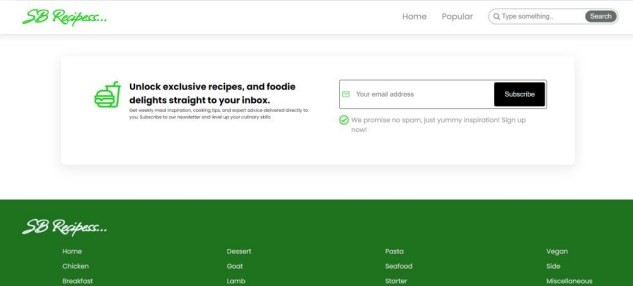 SB Recipess...
Home Popular Type something.. Search
Unlock exclusive recipes, and foodie
delights straight to your inbox.
Get weekly meal inspiration, cooking tips, and expert advice delivered directly to
you. Subscribe to our newsletter and level up your culinary skills
Your email address Subscribe
We promise no spam, just yummy inspiration! Sign up
now!
SB Recipess...
Home Dessert Pasta Vegan
Chicken Goat Seafood Side
Breakfast Lamb Starter Miscellaneous